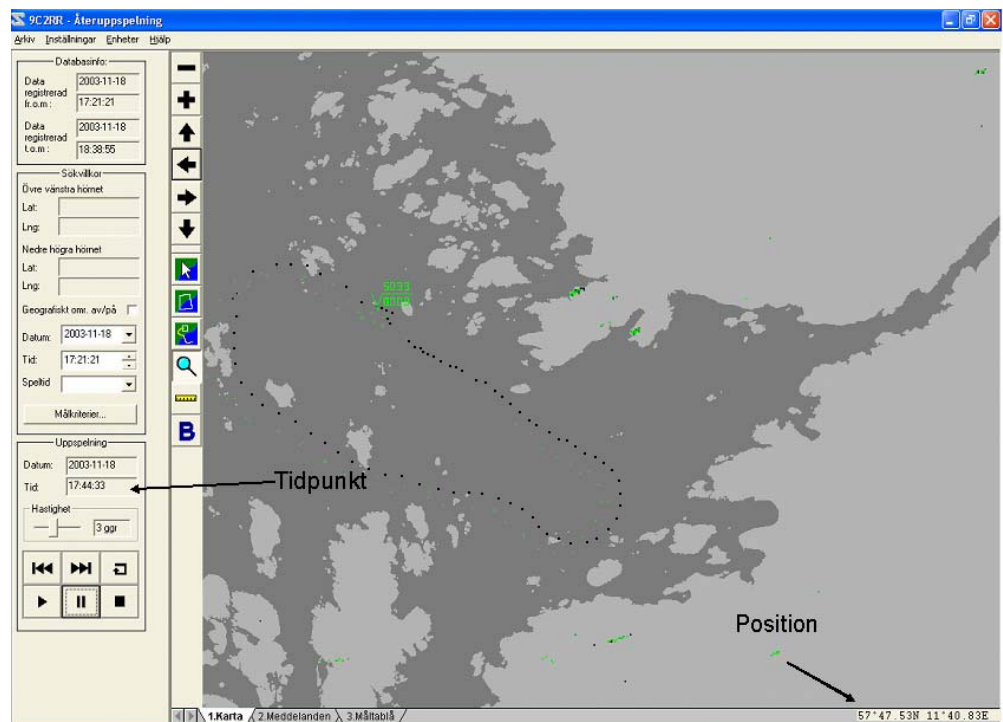 9C2RR - Återuppspelning
Arkiv Inställningar Enheter Hjälp
Databasinfo:
Data registrerad fr.o.m :
2003-11-18
17:21:21
Data registrerad t.o.m :
2003-11-18
18:38:55
Sökvillkor
Övre vänstra hörnet
Lat:
Lng:
Nedre högra hörnet
Lat:
Lng:
Geografiskt omr. av/på
Datum: 2003-11-18
Tid: 17:21:21
Speltid
Målkriterier...
Uppspelning
Datum: 2003-11-18
Tid: 17:44:33
Hastighet
3 ggr
B
Tidpunkt
Position
1.Karta
2.Meddelanden
3.Måltablå
57°47.53N 11°40.83E